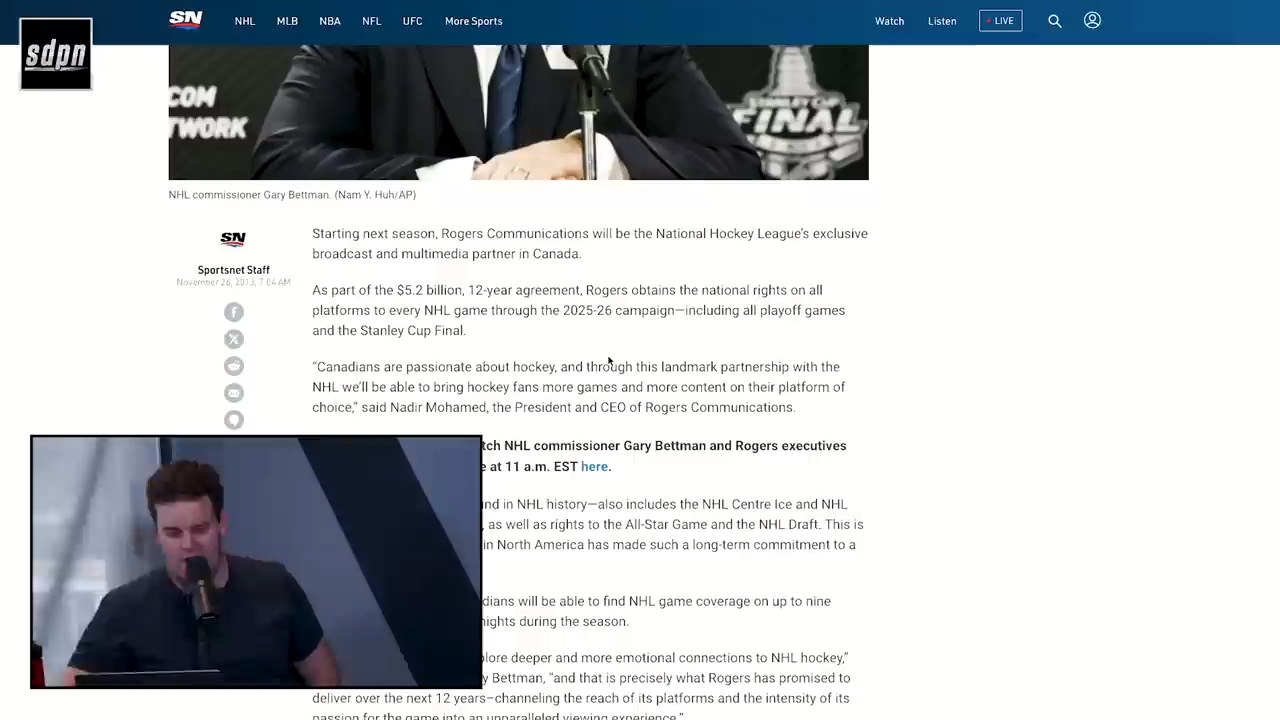 SN NHL MLB NBA NFL UFC More Sports Watch Listen LIVE
sdpn
.COM
TWORK
STANLEY CUP
FINAL
NHL commissioner Gary Bettman. (Nam Y. Huh/AP)
SN
Sportsnet Staff
November 26, 2013, 7:04 AM
Starting next season, Rogers Communications will be the National Hockey League's exclusive
broadcast and multimedia partner in Canada.
As part of the $5.2 billion, 12-year agreement, Rogers obtains the national rights on all
platforms to every NHL game through the 2025-26 campaign—including all playoff games
and the Stanley Cup Final.
"Canadians are passionate about hockey, and through this landmark partnership with the
NHL we'll be able to bring hockey fans more games and more content on their platform of
choice," said Nadir Mohamed, the President and CEO of Rogers Communications.
tch NHL commissioner Gary Bettman and Rogers executives
e at 11 a.m. EST here.
nd in NHL history—also includes the NHL Centre Ice and NHL
, as well as rights to the All-Star Game and the NHL Draft. This is
in North America has made such a long-term commitment to a
dians will be able to find NHL game coverage on up to nine
nights during the season.
plore deeper and more emotional connections to NHL hockey,"
y Bettman, "and that is precisely what Rogers has promised to
deliver over the next 12 years—channeling the reach of its platforms and the intensity of its
passion for the game into an unparalleled viewing experience."